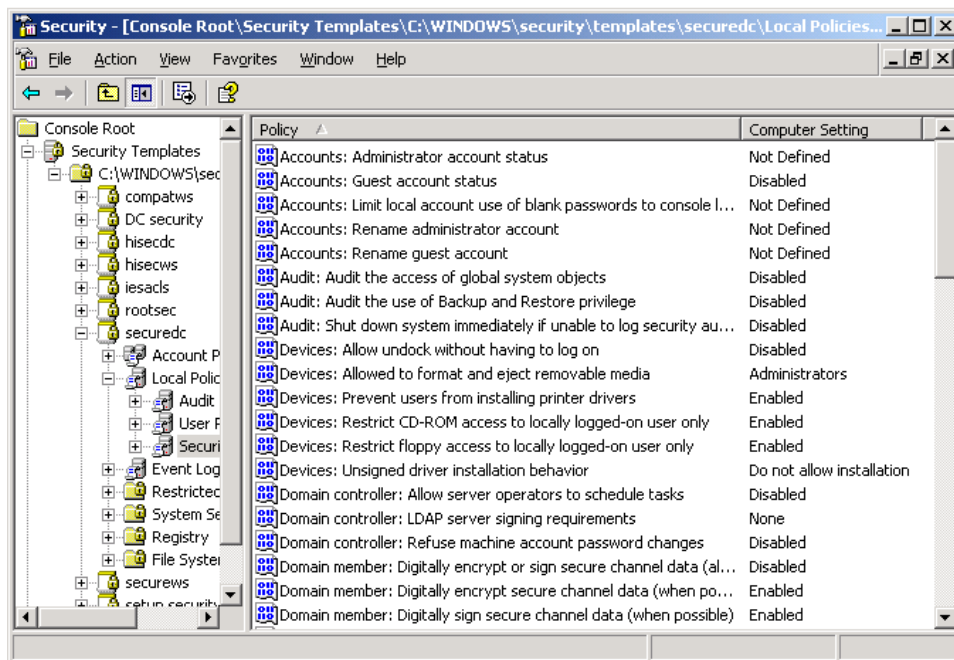 Security - [Console Root\Security Templates\C:\WINDOWS\security\templates\securedc\Local Policies...
File Action View Favorites Window Help
Console Root
Security Templates
C:\WINDOWS\sec
compatws
DC security
hisecdc
hisecws
iesacls
rootsec
securedc
Account P
Local Polic
Audit
User F
Securi
Event Log
Restricted
System Se
Registry
File System
securews
setup security
Policy Computer Setting
Accounts: Administrator account status Not Defined
Accounts: Guest account status Disabled
Accounts: Limit local account use of blank passwords to console l... Not Defined
Accounts: Rename administrator account Not Defined
Accounts: Rename guest account Not Defined
Audit: Audit the access of global system objects Disabled
Audit: Audit the use of Backup and Restore privilege Disabled
Audit: Shut down system immediately if unable to log security au... Disabled
Devices: Allow undock without having to log on Disabled
Devices: Allowed to format and eject removable media Administrators
Devices: Prevent users from installing printer drivers Enabled
Devices: Restrict CD-ROM access to locally logged-on user only Enabled
Devices: Restrict floppy access to locally logged-on user only Enabled
Devices: Unsigned driver installation behavior Do not allow installation
Domain controller: Allow server operators to schedule tasks Disabled
Domain controller: LDAP server signing requirements None
Domain controller: Refuse machine account password changes Disabled
Domain member: Digitally encrypt or sign secure channel data (al... Disabled
Domain member: Digitally encrypt secure channel data (when po... Enabled
Domain member: Digitally sign secure channel data (when possible) Enabled